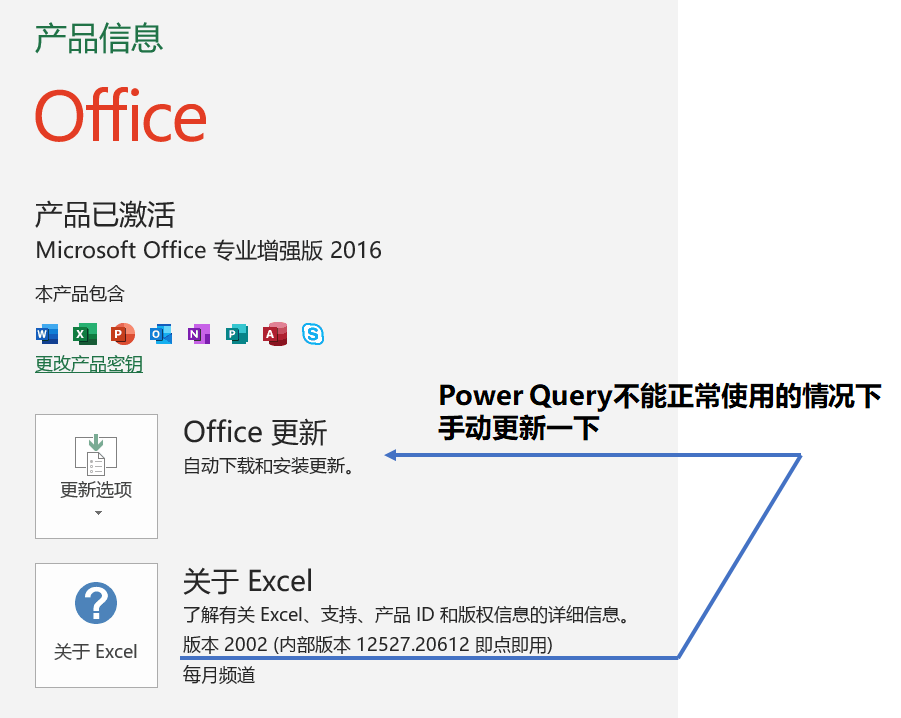 产品信息
Office
产品已激活
Microsoft Office 专业增强版 2016
本产品包含
W X P O N P A S
更改产品密钥
Power Query不能正常使用的情况下
手动更新一下
Office 更新
自动下载和安装更新。
更新选项
关于 Excel
了解有关 Excel、支持、产品 ID 和版权信息的详细信息。
版本 2002 (内部版本 12527.20612 即点即用)
每月频道
关于 Excel